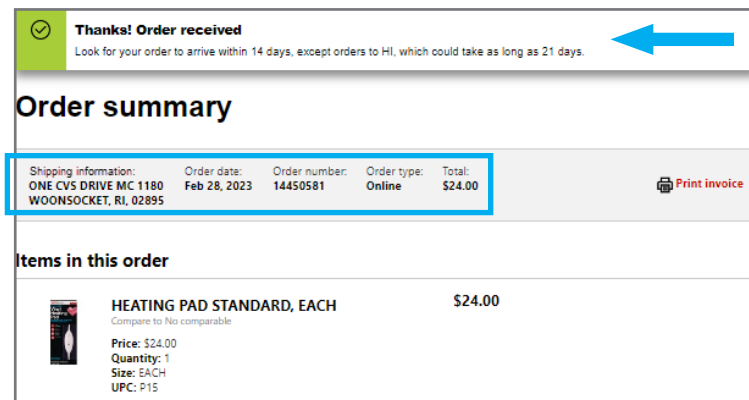 Thanks! Order received
Look for your order to arrive within 14 days, except orders to HI, which could take as long as 21 days.
Order summary
Shipping information: Order date: Order number: Order type: Total:
ONE CVS DRIVE MC 1180 Feb 28, 2023 14450581 Online $24.00
WOONSOCKET, RI, 02895
Print invoice
Items in this order
HEATING PAD STANDARD, EACH $24.00
Compare to No comparable
Price: $24.00
Quantity: 1
Size: EACH
UPC: P15